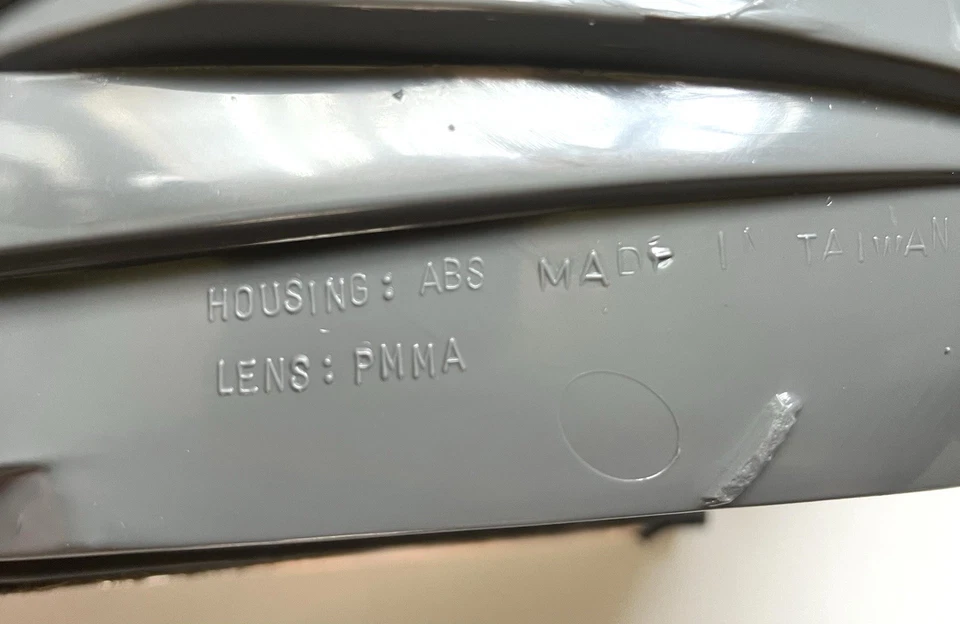 HOUSING: ABS MADE IN TAIWAN
LENS: PMMA